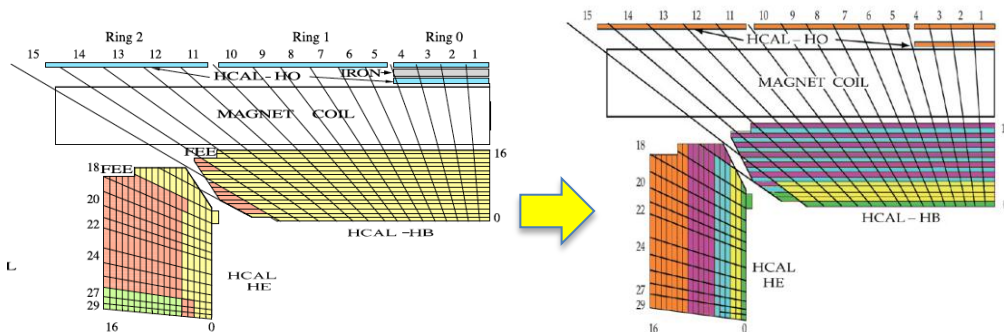 Ring 2 Ring 1 Ring 0
15 14 13 12 11 10 9 8 7 6 5 4 3 2 1
HCAL - HO
IRON
MAGNET COIL
FEE
16
18
FEE
20
22
24
27
29
0
HCAL - HB
HCAL
HE
16 0
L
15 14 13 12 11 10 9 8 7 6 5 4 3 2 1
HCAL - HO
MAGNET COIL
18
20
22
24
27
29
HCAL - HB
HCAL
HE
16 0